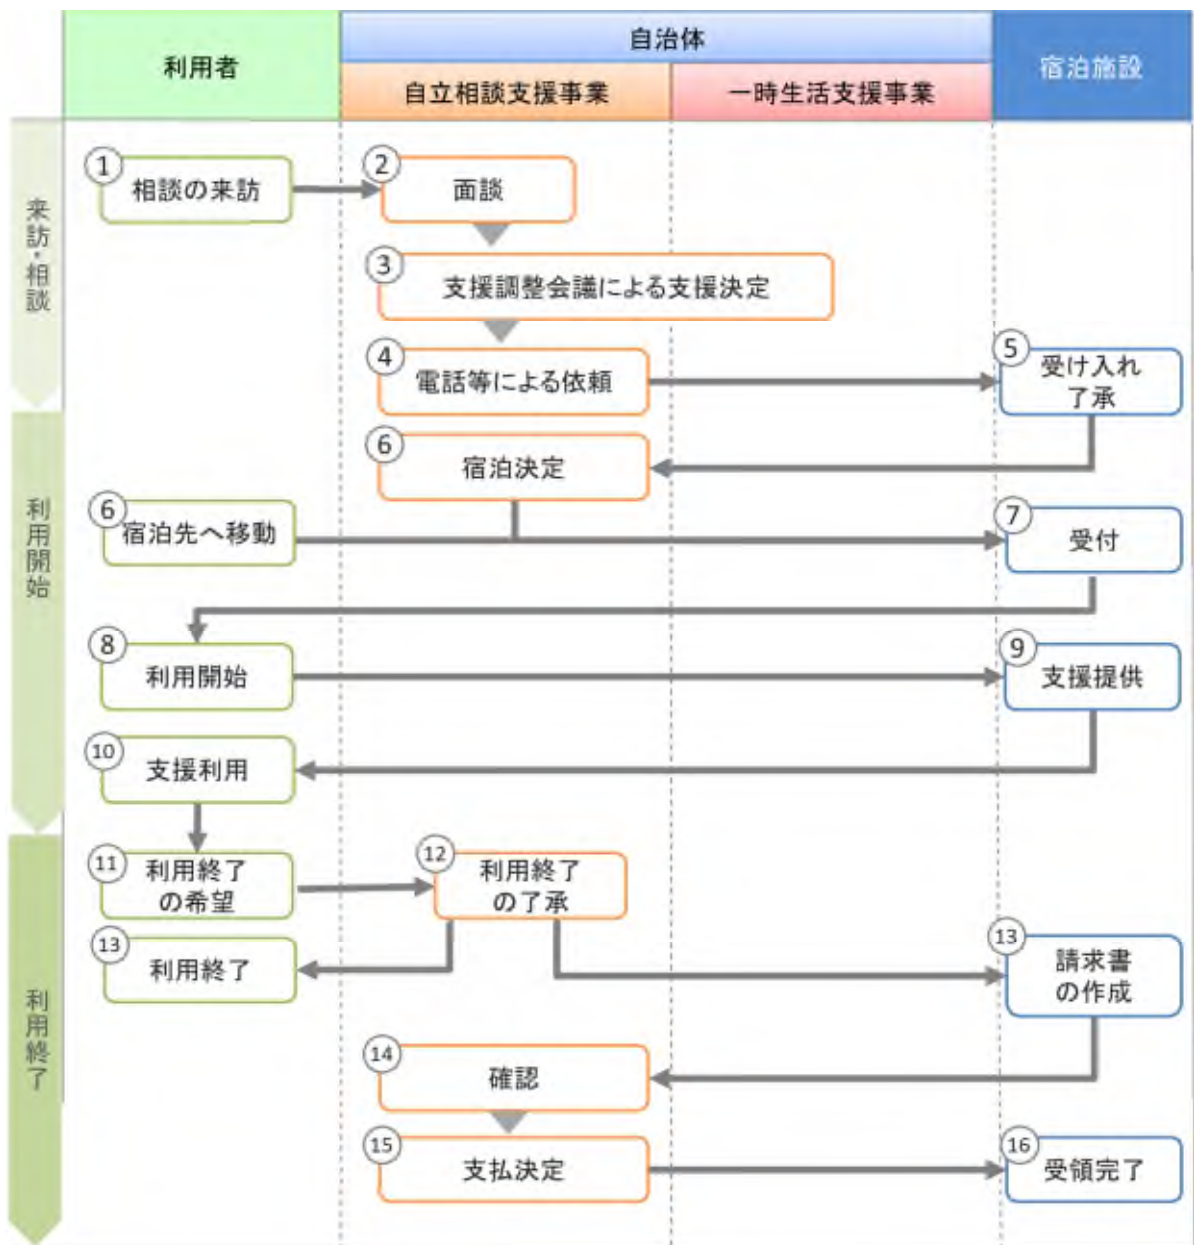 利用者
自治体
自立相談支援事業
一時生活支援事業
宿泊施設
来訪・相談
① 相談の来訪
② 面談
③ 支援調整会議による支援決定
④ 電話等による依頼
⑤ 受け入れ
了承
利用開始
⑥ 宿泊決定
⑥ 宿泊先へ移動
⑦ 受付
⑧ 利用開始
⑨ 支援提供
⑩ 支援利用
利用終了
⑪ 利用終了
の希望
⑫ 利用終了
の了承
⑬ 利用終了
⑬ 請求書
の作成
⑭ 確認
⑮ 支払決定
⑯ 受領完了